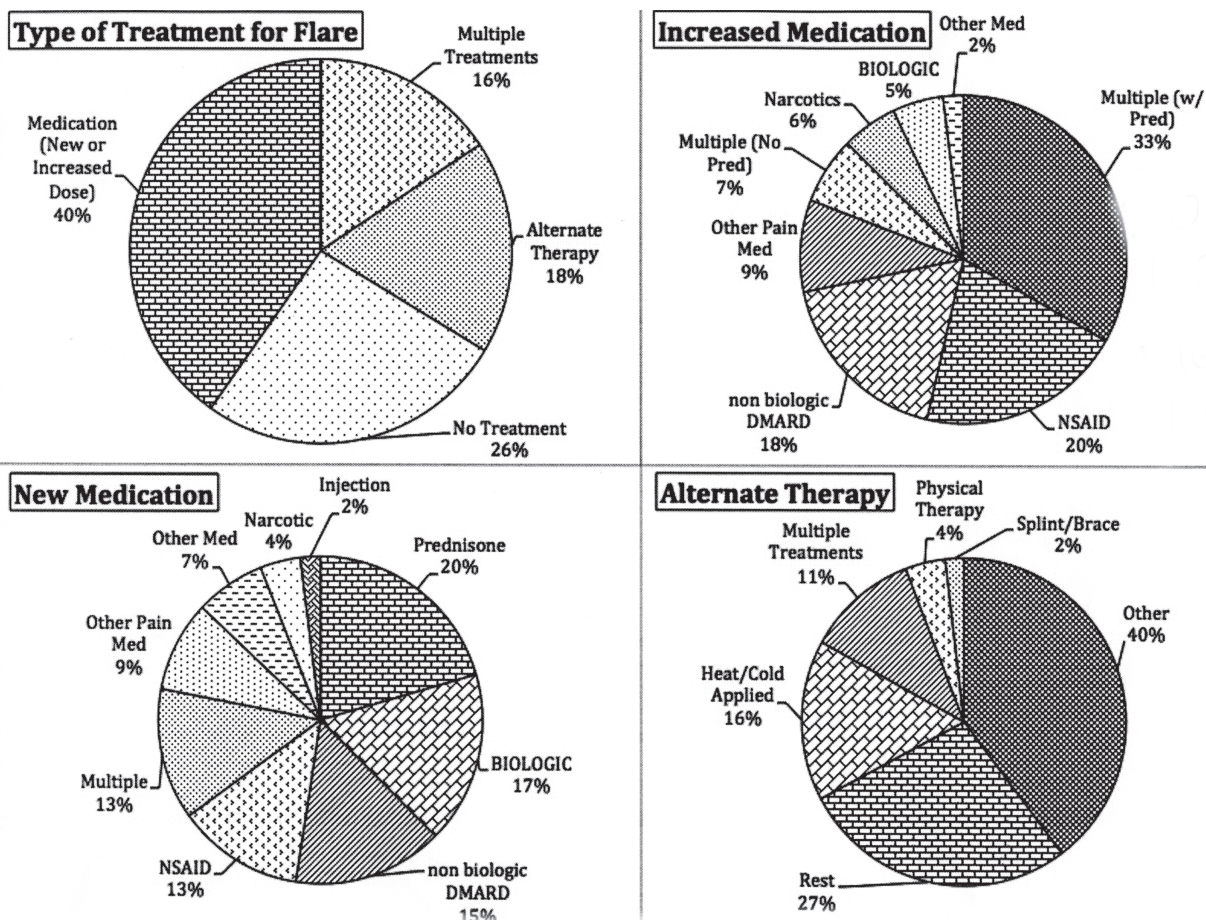 Type of Treatment for Flare
Multiple
Treatments
16%
Medication
(New or
Increased
Dose)
40%
Alternate
Therapy
18%
No Treatment
26%
Increased Medication
Other Med
2%
BIOLOGIC
5%
Narcotics
6%
Multiple (w/
Pred)
33%
Multiple (No
Pred)
7%
Other Pain
Med
9%
non biologic
DMARD
18%
NSAID
20%
New Medication
Injection
2%
Narcotic
4%
Other Med
7%
Prednisone
20%
Other Pain
Med
9%
BIOLOGIC
17%
Multiple
13%
NSAID
13%
non biologic
DMARD
15%
Alternate Therapy
Physical
Therapy
4%
Splint/Brace
2%
Multiple
Treatments
11%
Other
40%
Heat/Cold
Applied
16%
Rest
27%